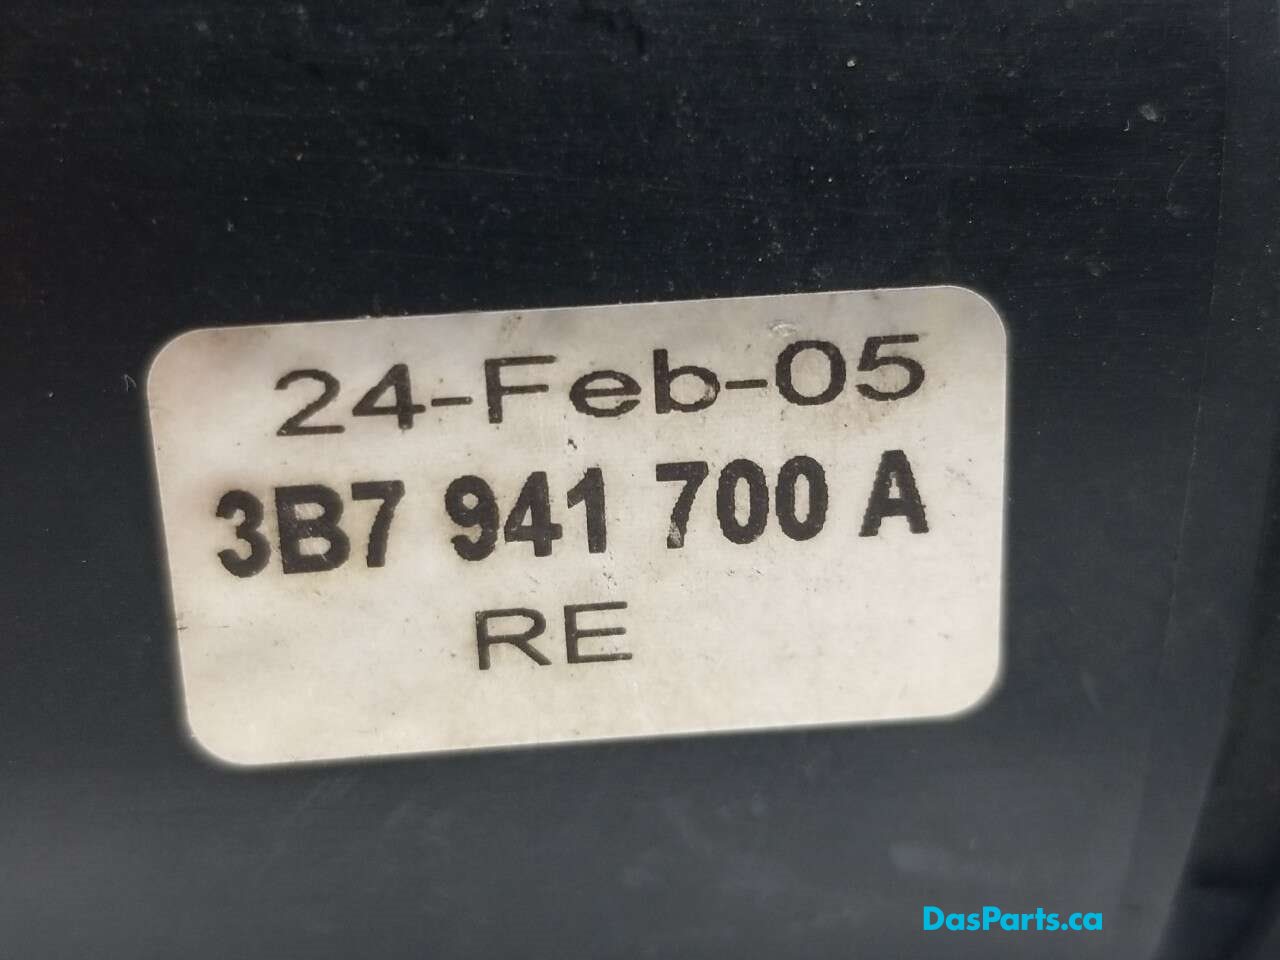 24-Feb-05
3B7 941 700 A
RE
DasParts.ca